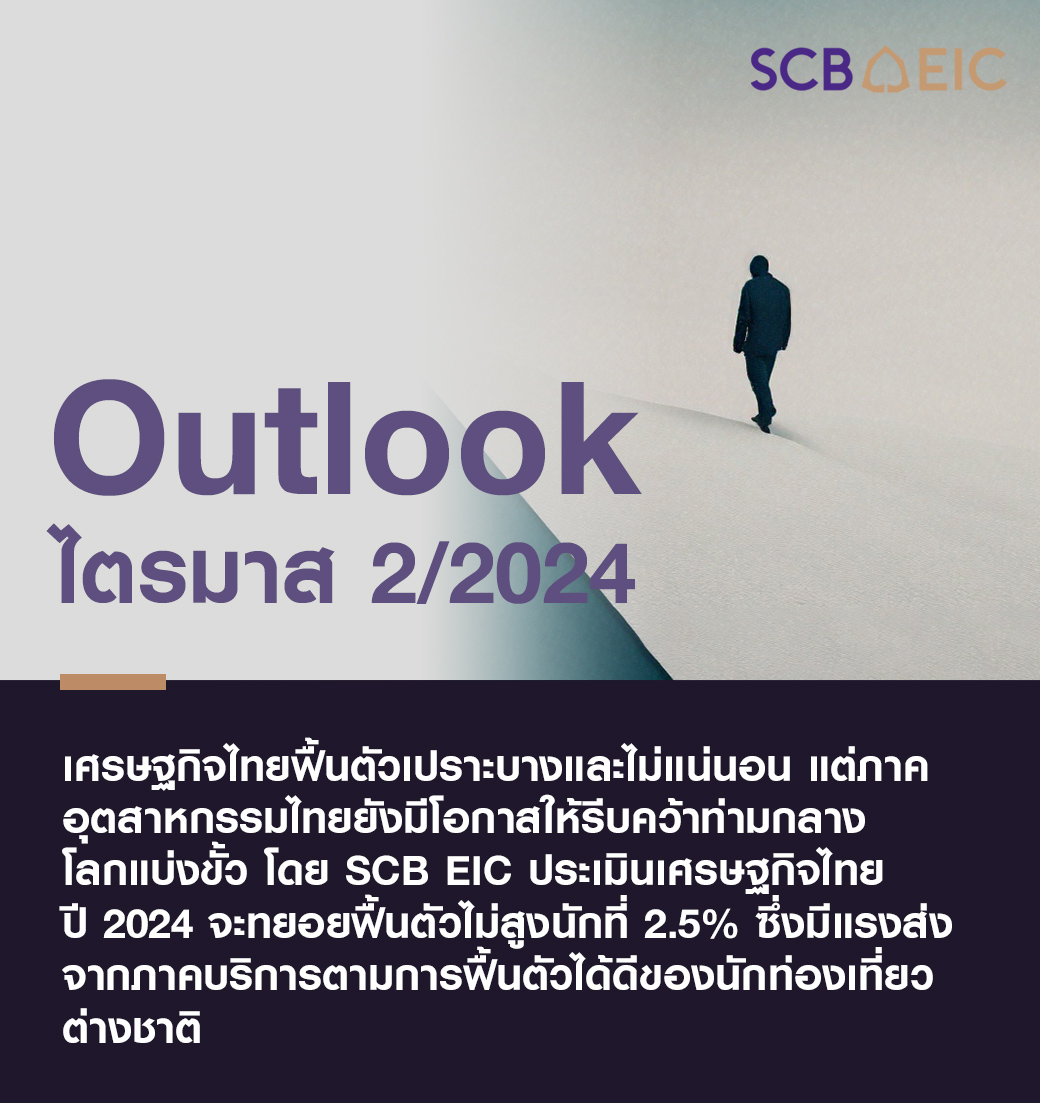 SCB EIC
Outlook
ไตรมาส 2/2024
เศรษฐกิจไทยฟื้นตัวเปราะบางและไม่แน่นอน แต่ภาค
อุตสาหกรรมไทยยังมีโอกาสให้รีบคว้าท่ามกลาง
โลกแบ่งขั้ว โดย SCB EIC ประเมินเศรษฐกิจไทย
ปี 2024 จะทยอยฟื้นตัวไม่สูงนักที่ 2.5% ซึ่งมีแรงส่ง
จากภาคบริการตามการฟื้นตัวได้ดีของนักท่องเที่ยว
ต่างชาติ